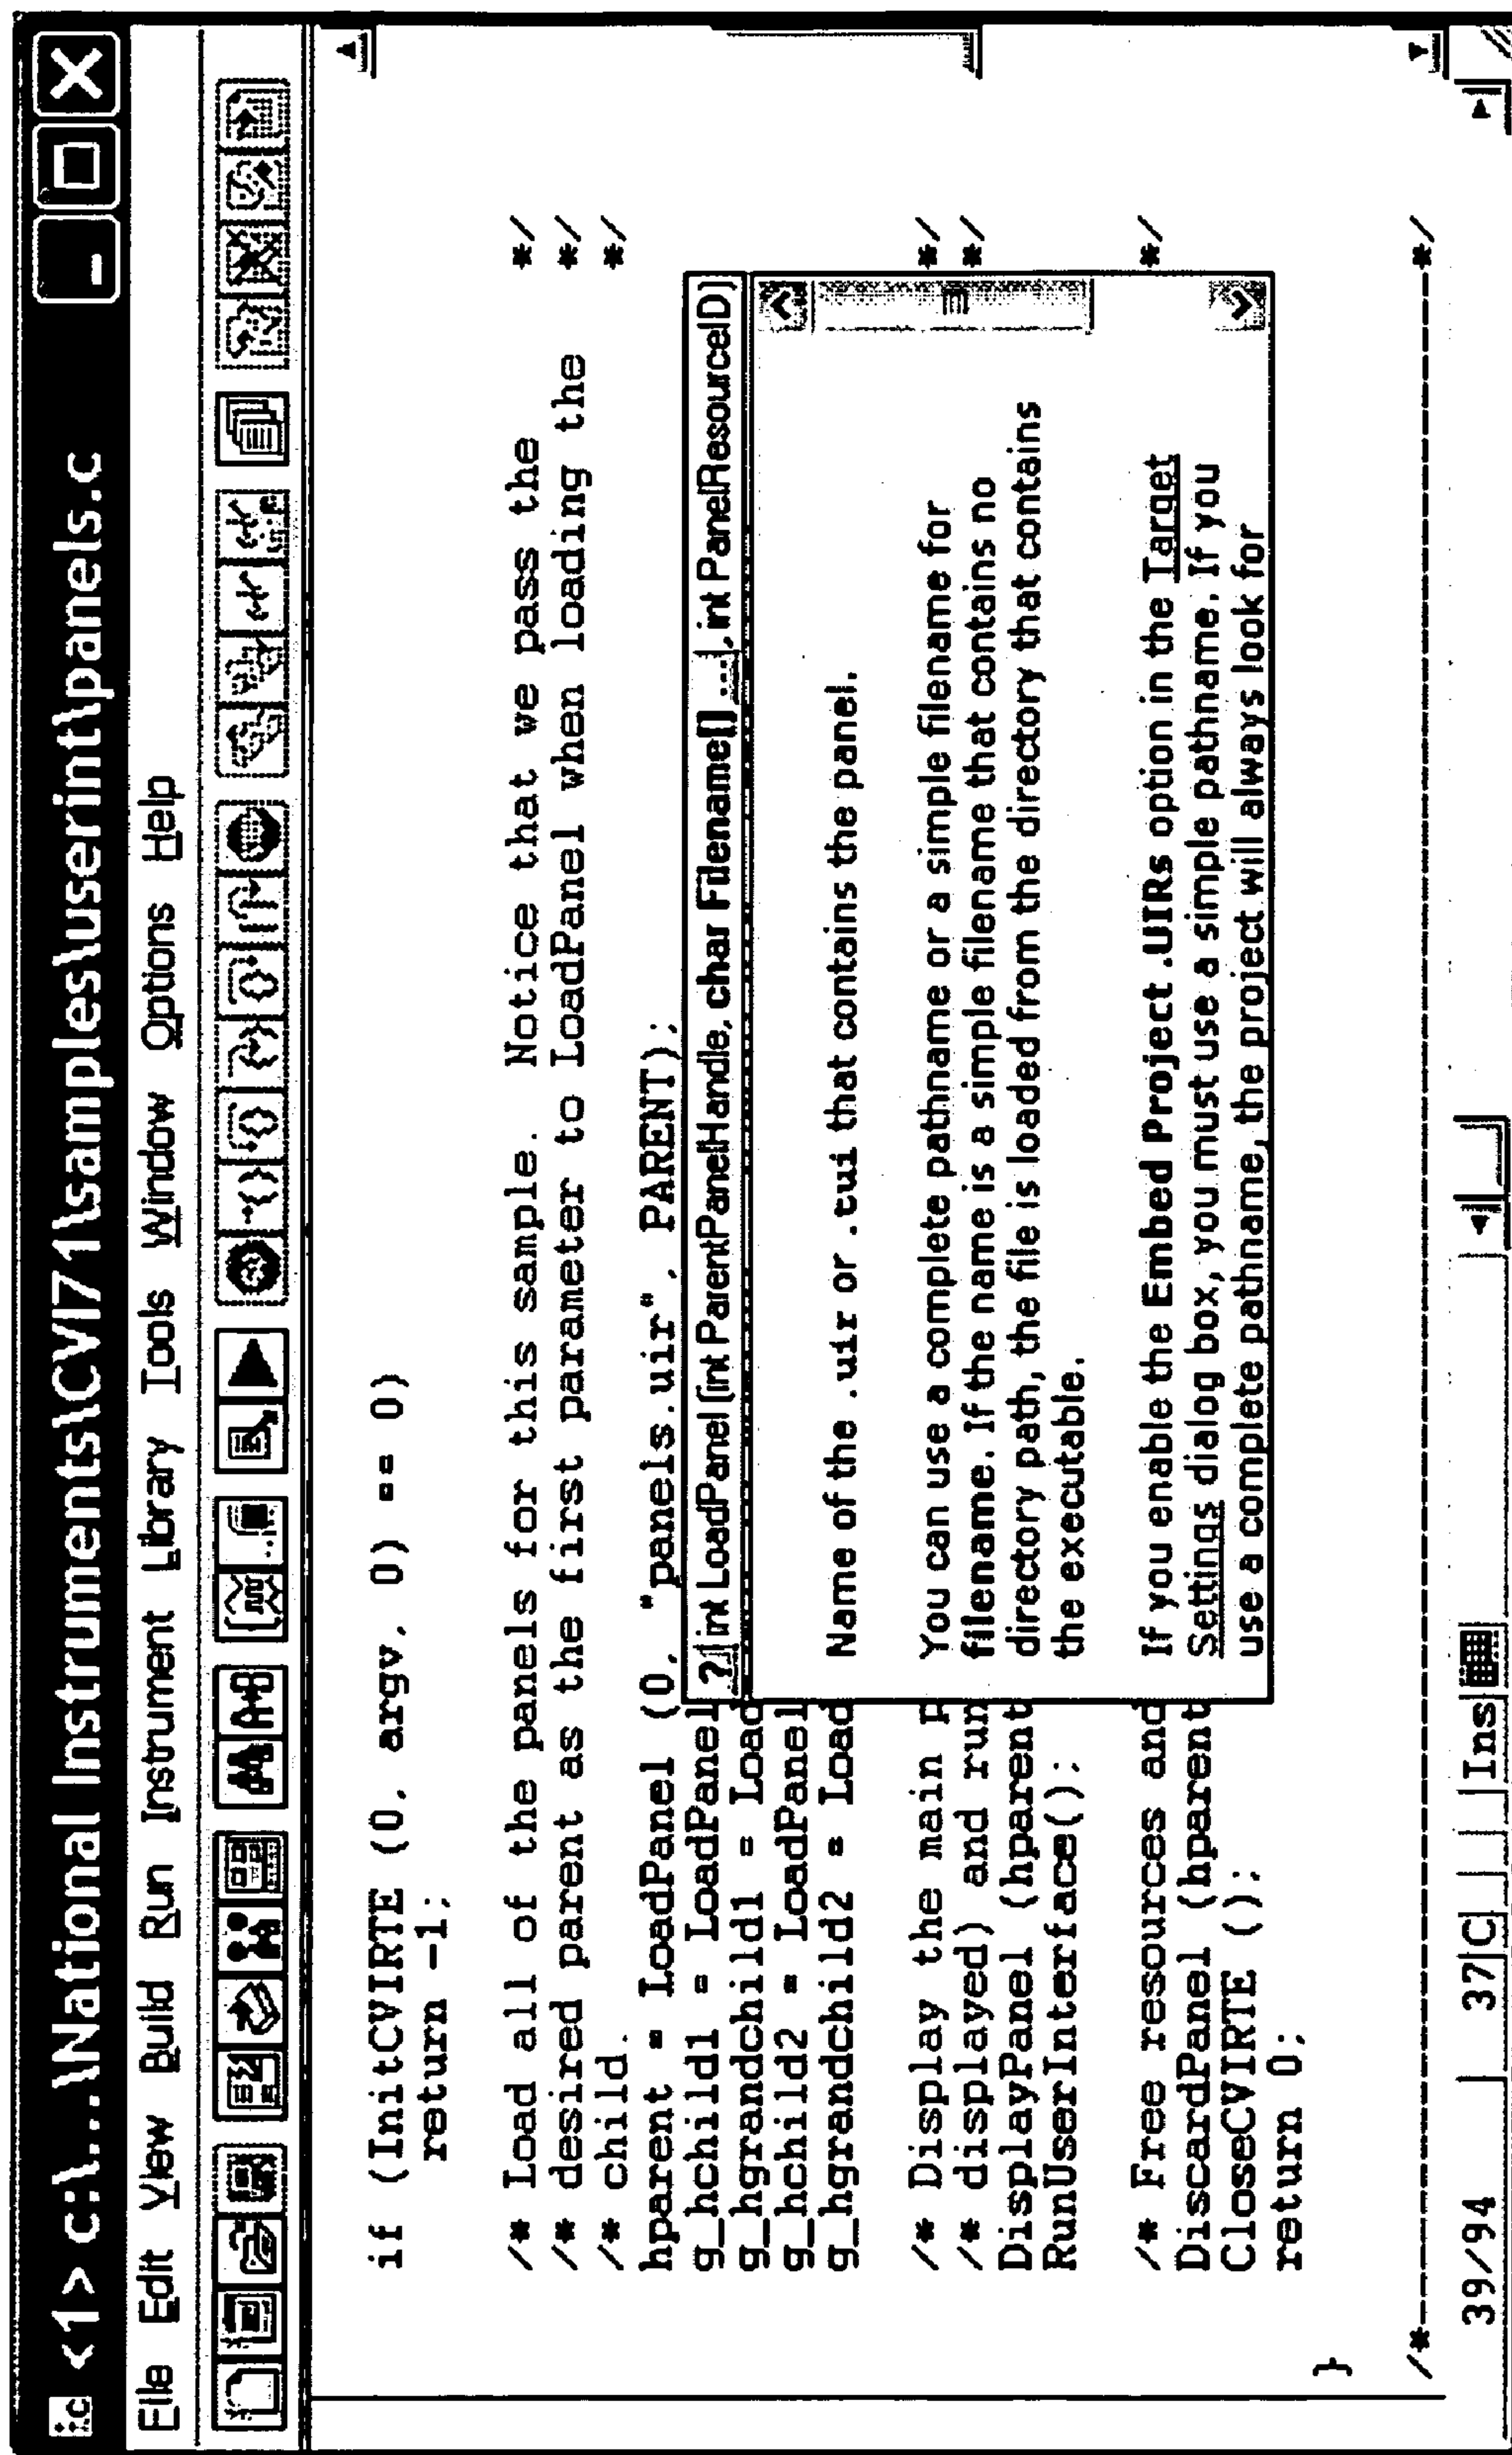 <1> c:\...\National Instruments\CVI71\samples\userint\panels.c
File Edit View Build Run Instrument Library Tools Window Options Help
if (InitCVIRTE (0, argv, 0) == 0)
return -1;
/* Load all of the panels for this sample. Notice that we pass the */
/* desired parent as the first parameter to LoadPanel when loading the */
/* child. */
hparent = LoadPanel (0, "panels.uir", PARENT);
g_hchild1 = LoadPanel
g_hgrandchild1 = Load
g_hchild2 = LoadPanel
g_hgrandchild2 = Load
? int LoadPanel (int ParentPanelHandle, char Filename[] ... , int PanelResourceID)
Name of the .uir or .tui that contains the panel.
You can use a complete pathname or a simple filename for
filename. If the name is a simple filename that contains no
directory path, the file is loaded from the directory that contains
the executable.
If you enable the Embed Project .UIRs option in the Target
Settings dialog box, you must use a simple pathname. If you
use a complete pathname, the project will always look for
/* Display the main p */
/* displayed) and run */
DisplayPanel (hparent
RunUserInterface();
/* Free resources and */
DiscardPanel (hparent
CloseCVIRTE ();
return 0;
}
/*------------------------------------------------------------------------*/
39/94 37 C Ins